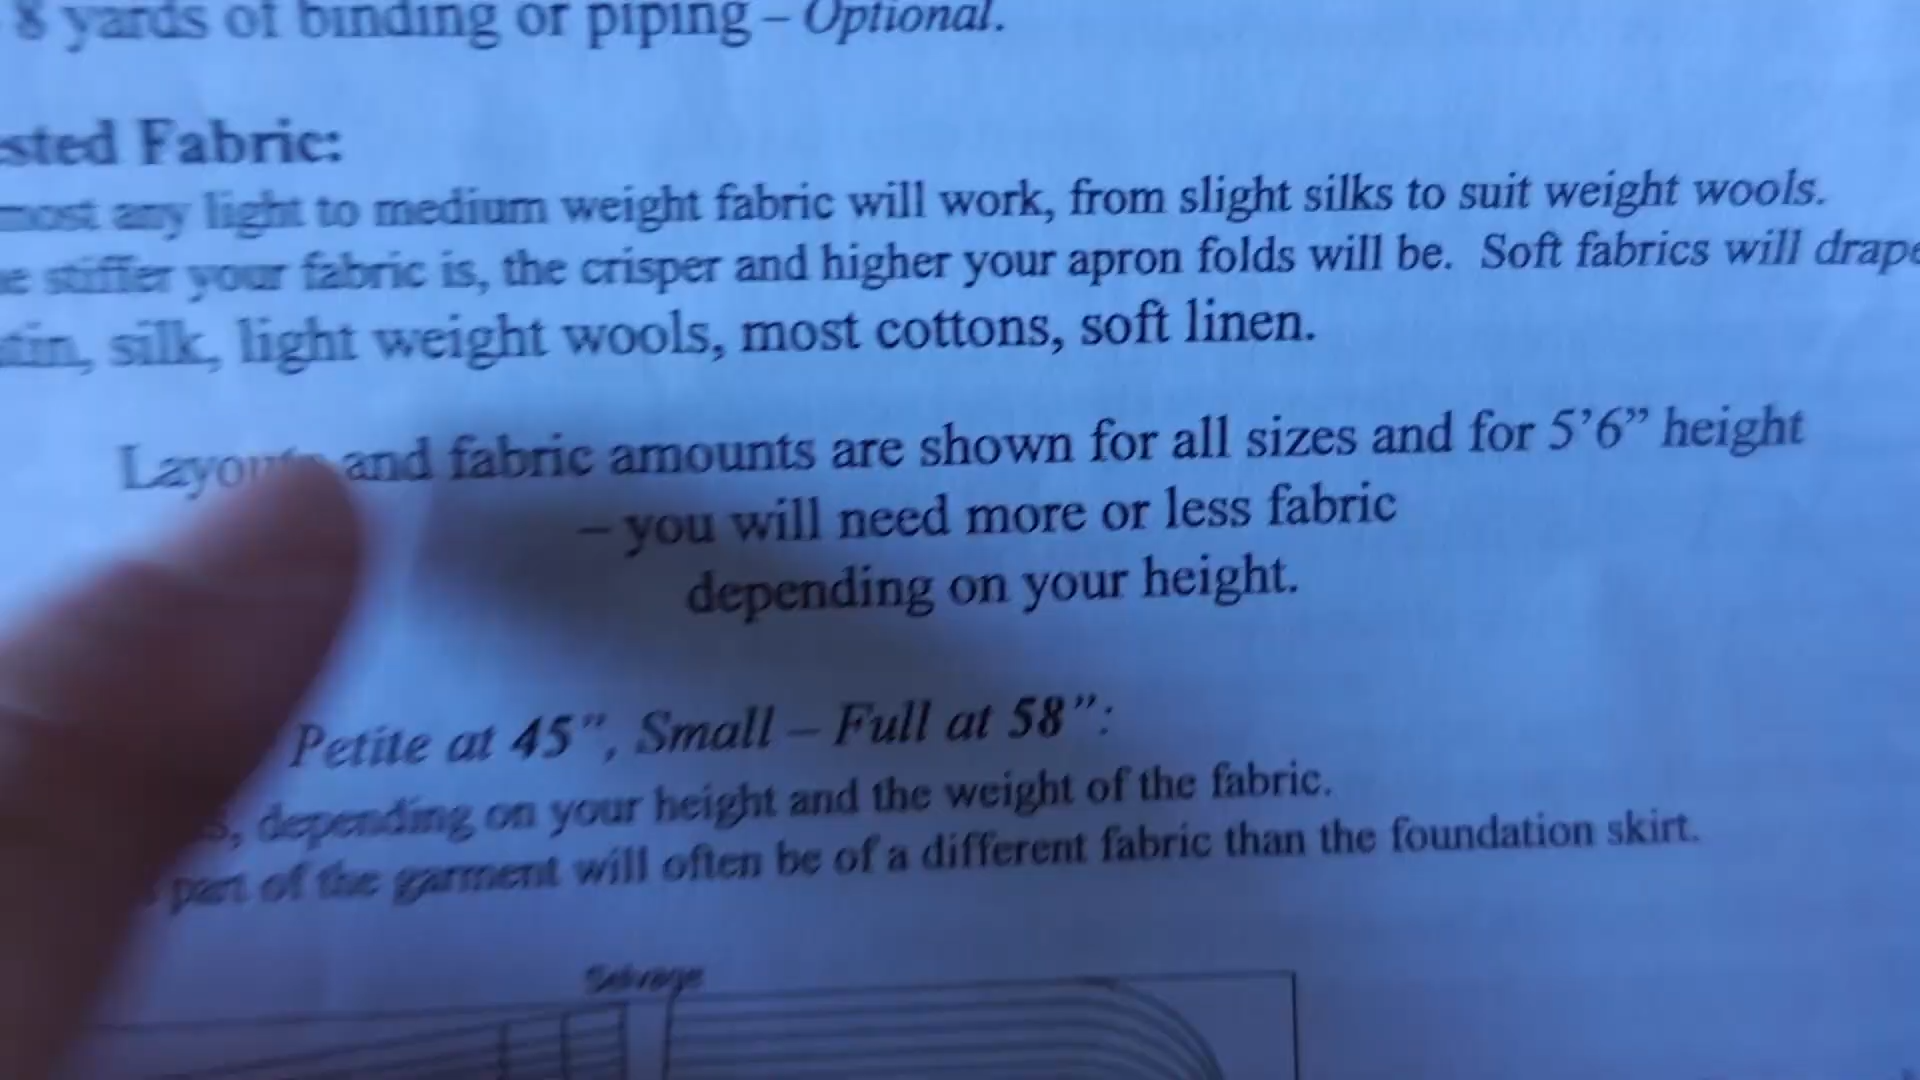 8 yards of binding or piping – Optional.
sted Fabric:
most any light to medium weight fabric will work, from slight silks to suit weight wools.
e stiffer your fabric is, the crisper and higher your apron folds will be. Soft fabrics will drape
tin, silk, light weight wools, most cottons, soft linen.
and fabric amounts are shown for all sizes and for 5’6” height
– you will need more or less fabric
depending on your height.
Petite at 45”, Small – Full at 58”:
s, depending on your height and the weight of the fabric.
part of the garment will often be of a different fabric than the foundation skirt.
Selvage